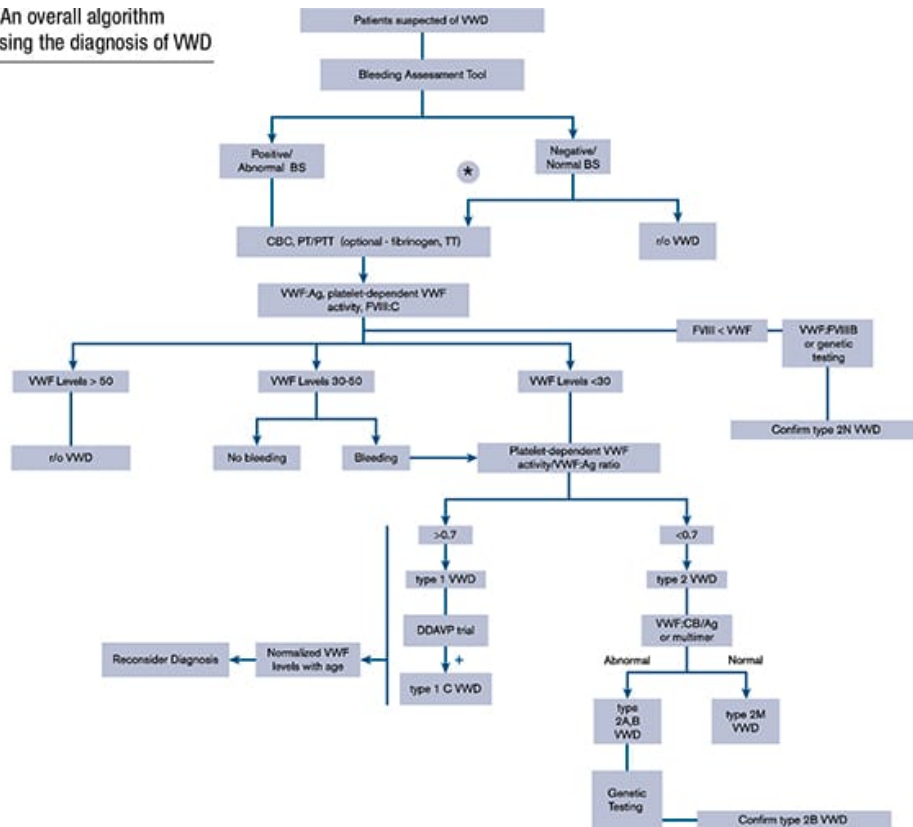 An overall algorithm
sing the diagnosis of VWD
Patients suspected of VWD
Bleeding Assessment Tool
Positive/
Abnormal BS
Negative/
Normal BS
*
CBC, PT/PTT (optional - fibrinogen, TT)
r/o VWD
VWF:Ag, platelet-dependent VWF
activity, FVIII:C
FVIII < VWF
VWF:FVIIIB
or genetic
testing
Confirm type 2N VWD
VWF Levels > 50
VWF Levels 30-50
VWF Levels <30
r/o VWD
No bleeding
Bleeding
Platelet-dependent VWF
activity/VWF:Ag ratio
>0.7
<0.7
type 1 VWD
type 2 VWD
DDAVP trial
VWF:CB/Ag
or multimer
Reconsider Diagnosis
Normalized VWF
levels with age
+
type 1 C VWD
Abnormal
Normal
type
2A,B
VWD
type 2M
VWD
Genetic
Testing
Confirm type 2B VWD